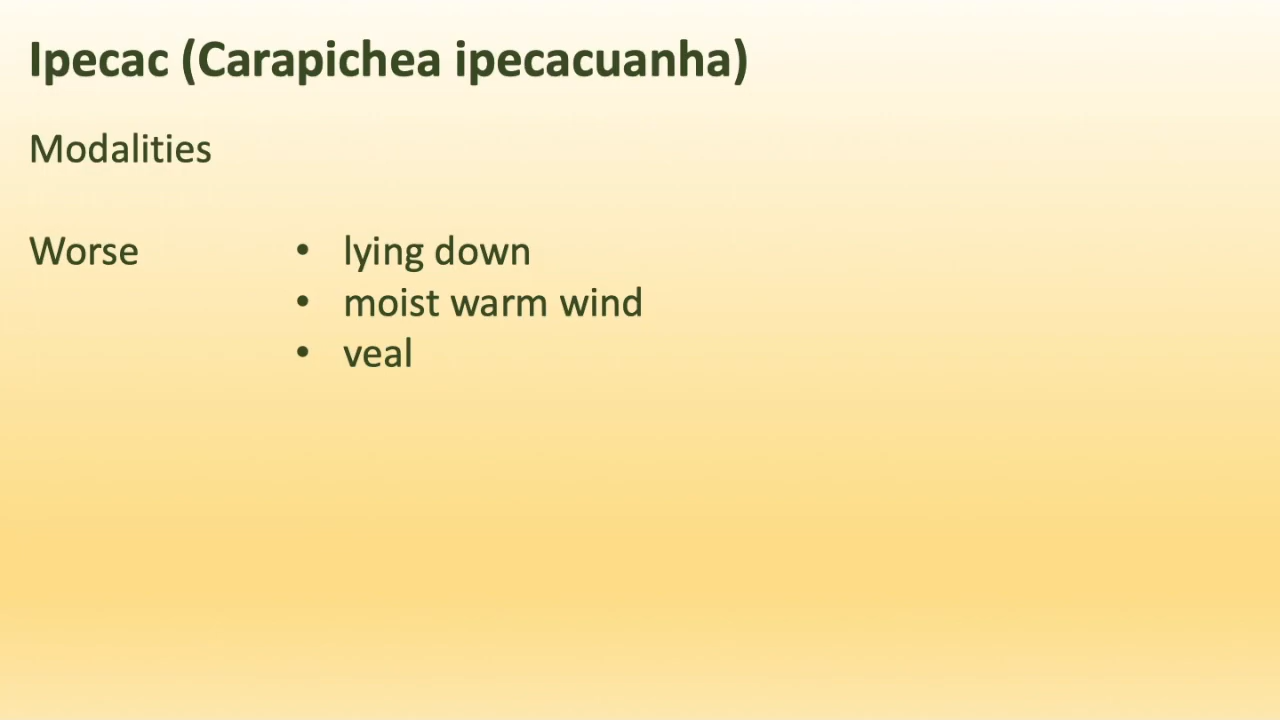 Ipecac (Carapichea ipecacuanha)
Modalities
Worse • lying down
• moist warm wind
• veal